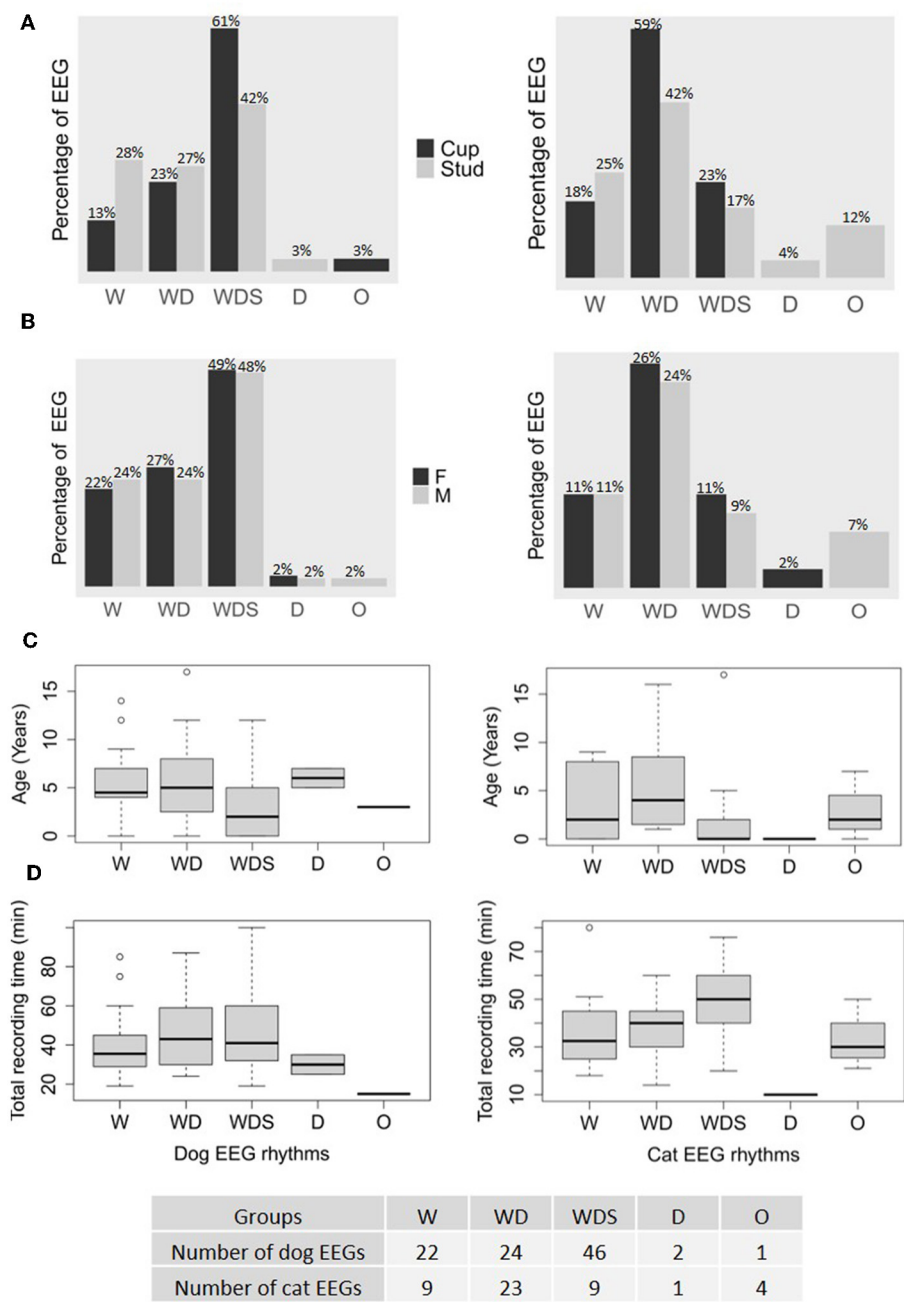 A
Percentage of EEG
13% 28% 23% 27% 61% 42% 3% 3%
W WD WDS D O
Cup
Stud
Percentage of EEG
18% 25% 59% 42% 23% 17% 4% 12%
W WD WDS D O
B
Percentage of EEG
22% 24% 27% 24% 49% 48% 2% 2% 2%
W WD WDS D O
F
M
Percentage of EEG
11% 11% 26% 24% 11% 9% 2% 7%
W WD WDS D O
C
Age (Years)
15
10
5
0
W WD WDS D O
Age (Years)
15
10
5
0
W WD WDS D O
D
Total recording time (min)
80
60
40
20
W WD WDS D O
Dog EEG rhythms
Total recording time (min)
70
50
30
10
W WD WDS D O
Cat EEG rhythms
Groups W WD WDS D O
Number of dog EEGs 22 24 46 2 1
Number of cat EEGs 9 23 9 1 4